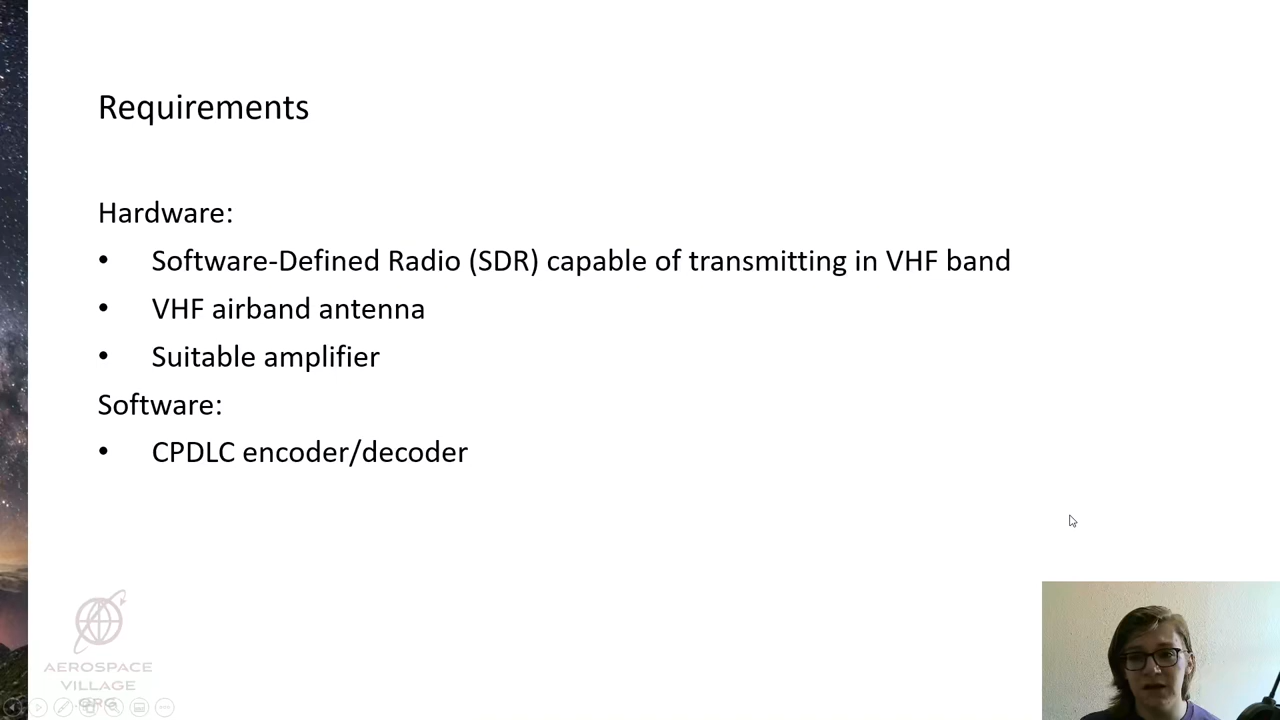 Requirements
Hardware:
• Software-Defined Radio (SDR) capable of transmitting in VHF band
• VHF airband antenna
• Suitable amplifier
Software:
• CPDLC encoder/decoder
AEROSPACE
VILLAGE
.ORG